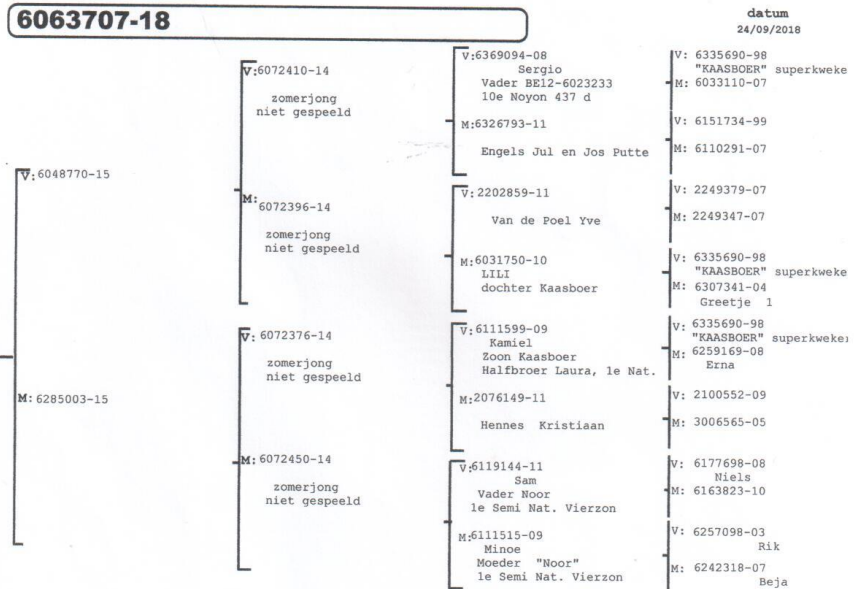 6063707-18
datum
24/09/2018
V: 6048770-15
M: 6285003-15
V: 6072410-14
zomerjong
niet gespeeld
M: 6072396-14
zomerjong
niet gespeeld
V: 6072376-14
zomerjong
niet gespeeld
M: 6072450-14
zomerjong
niet gespeeld
V:6369094-08
Sergio
Vader BE12-6023233
10e Noyon 437 d
M:6326793-11
Engels Jul en Jos Putte
V:2202859-11
Van de Poel Yve
M:6031750-10
LILI
dochter Kaasboer
V:6111599-09
Kamiel
Zoon Kaasboer
Halfbroer Laura, 1e Nat.
M:2076149-11
Hennes Kristiaan
V:6119144-11
Sam
Vader Noor
1e Semi Nat. Vierzon
M:6111515-09
Minoe
Moeder "Noor"
1e Semi Nat. Vierzon
V: 6335690-98
"KAASBOER" superkweke
M: 6033110-07
V: 6151734-99
M: 6110291-07
V: 2249379-07
M: 2249347-07
V: 6335690-98
"KAASBOER" superkweke
M: 6307341-04
Greetje 1
V: 6335690-98
"KAASBOER" superkweker
M: 6259169-08
Erna
V: 2100552-09
M: 3006565-05
V: 6177698-08
Niels
M: 6163823-10
V: 6257098-03
Rik
M: 6242318-07
Beja